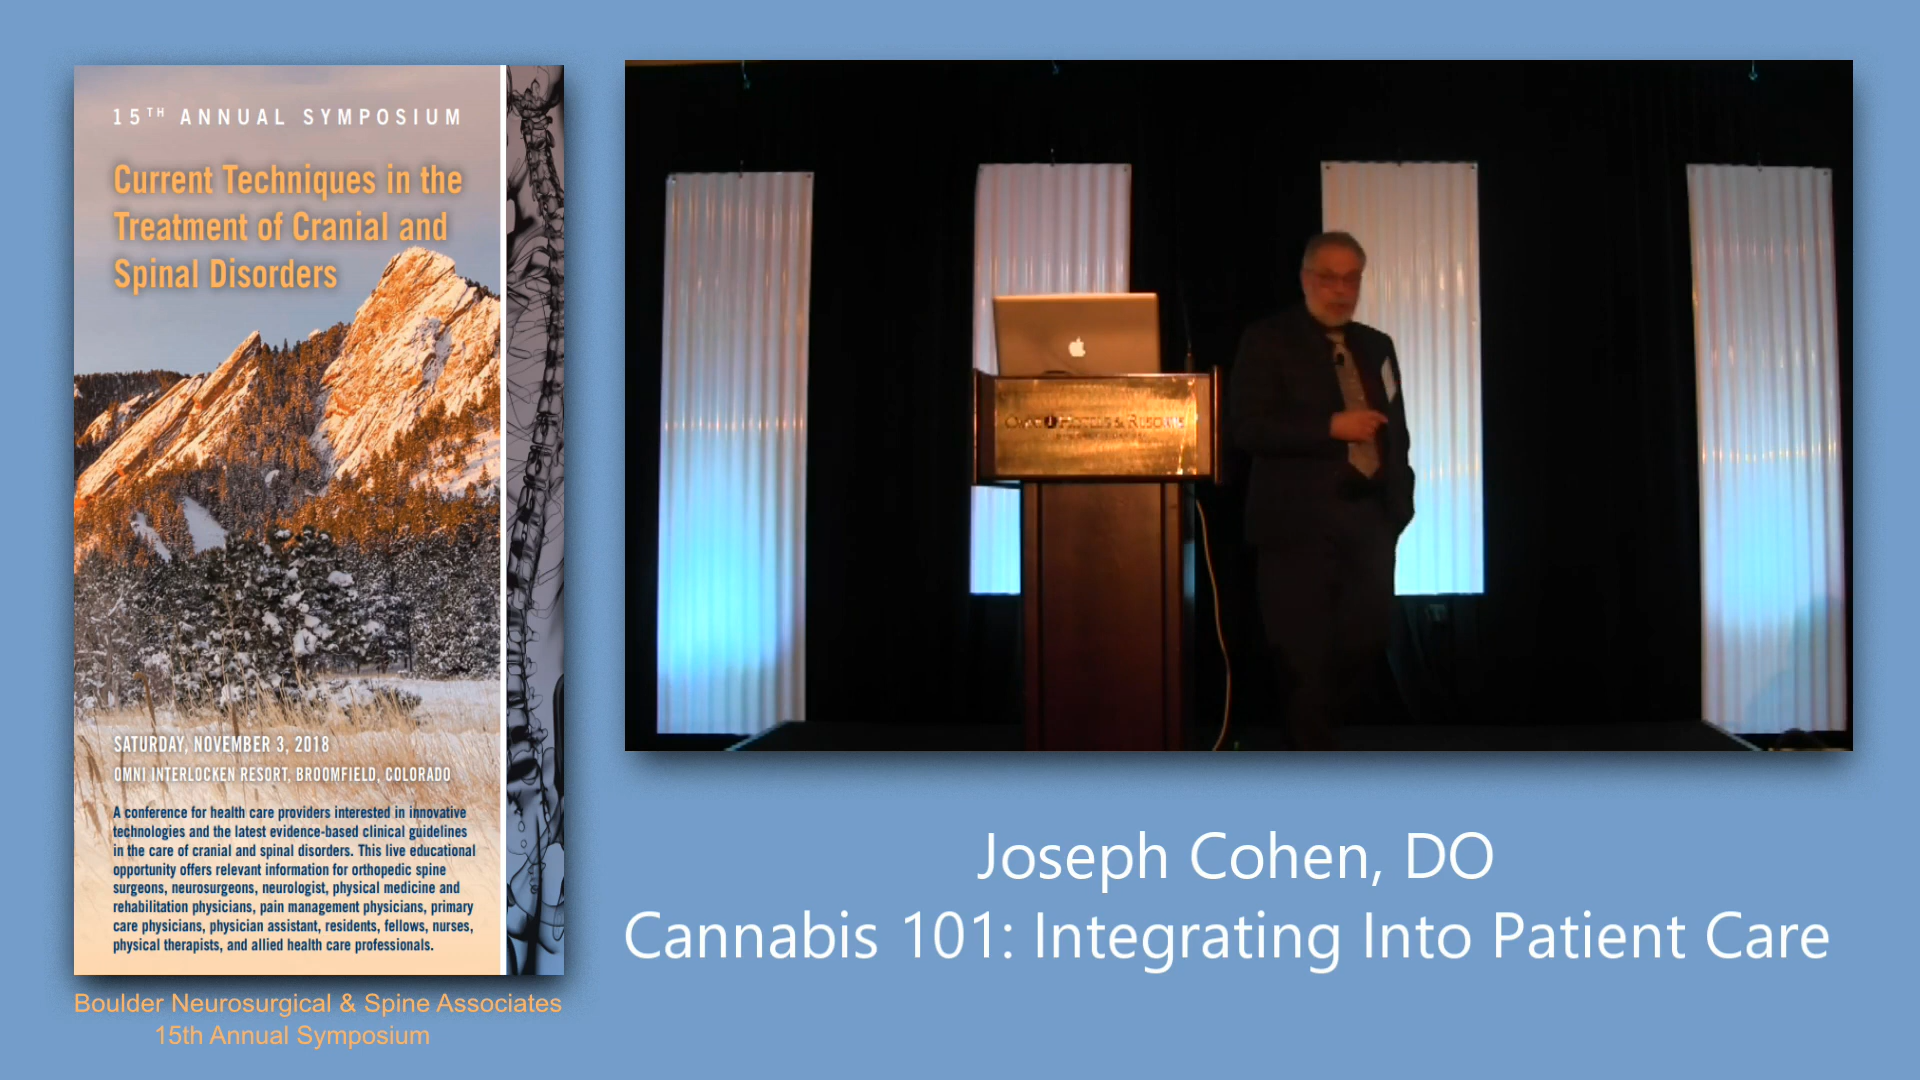 15TH ANNUAL SYMPOSIUM
Current Techniques in the
Treatment of Cranial and
Spinal Disorders
SATURDAY, NOVEMBER 3, 2018
OMNI INTERLOCKEN RESORT, BROOMFIELD, COLORADO
A conference for health care providers interested in innovative
technologies and the latest evidence-based clinical guidelines
in the care of cranial and spinal disorders. This live educational
opportunity offers relevant information for orthopedic spine
surgeons, neurosurgeons, neurologist, physical medicine and
rehabilitation physicians, pain management physicians, primary
care physicians, physician assistant, residents, fellows, nurses,
physical therapists, and allied health care professionals.
Boulder Neurosurgical & Spine Associates
15th Annual Symposium
OMNI HOTELS & RESORTS
Joseph Cohen, DO
Cannabis 101: Integrating Into Patient Care